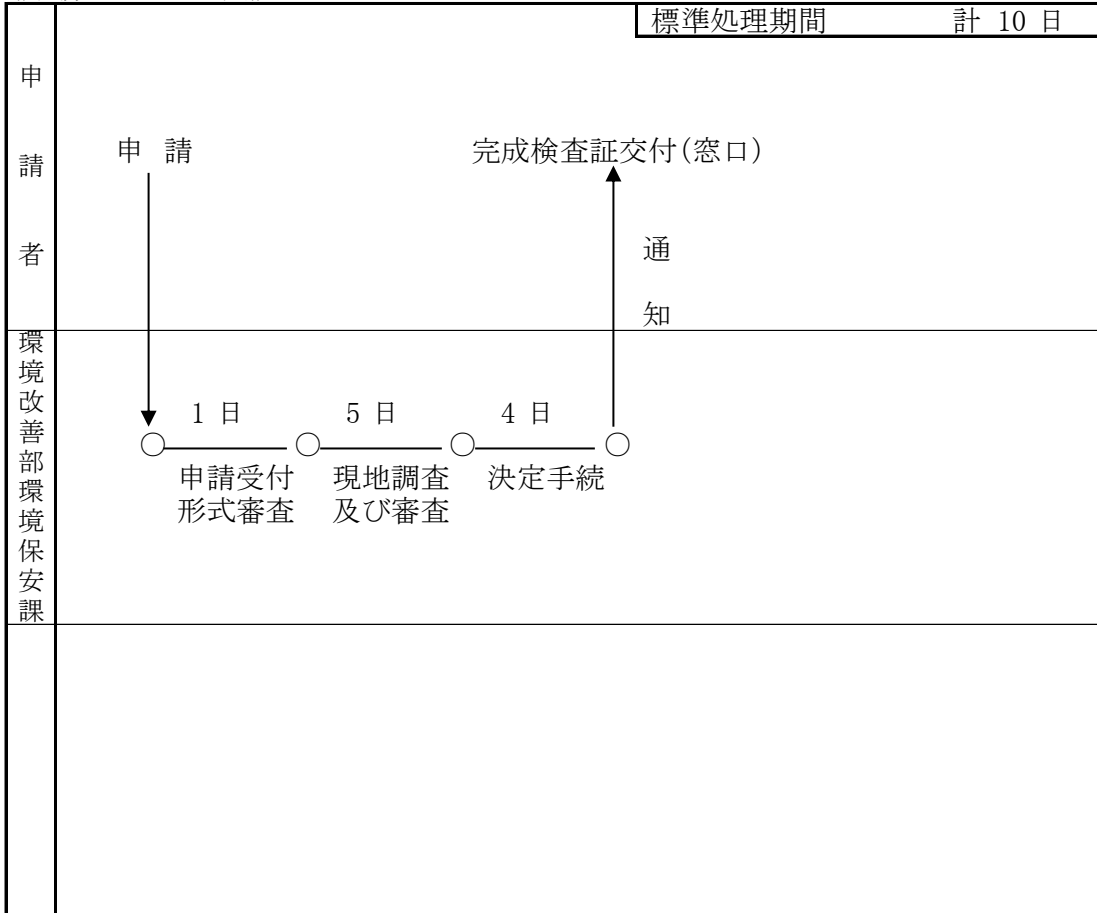 標準処理期間 計 10 日
申請者
申 請
完成検査証交付(窓口)
通知
環境改善部環境保安課
1 日
5 日
4 日
申請受付
形式審査
現地調査
及び審査
決定手続